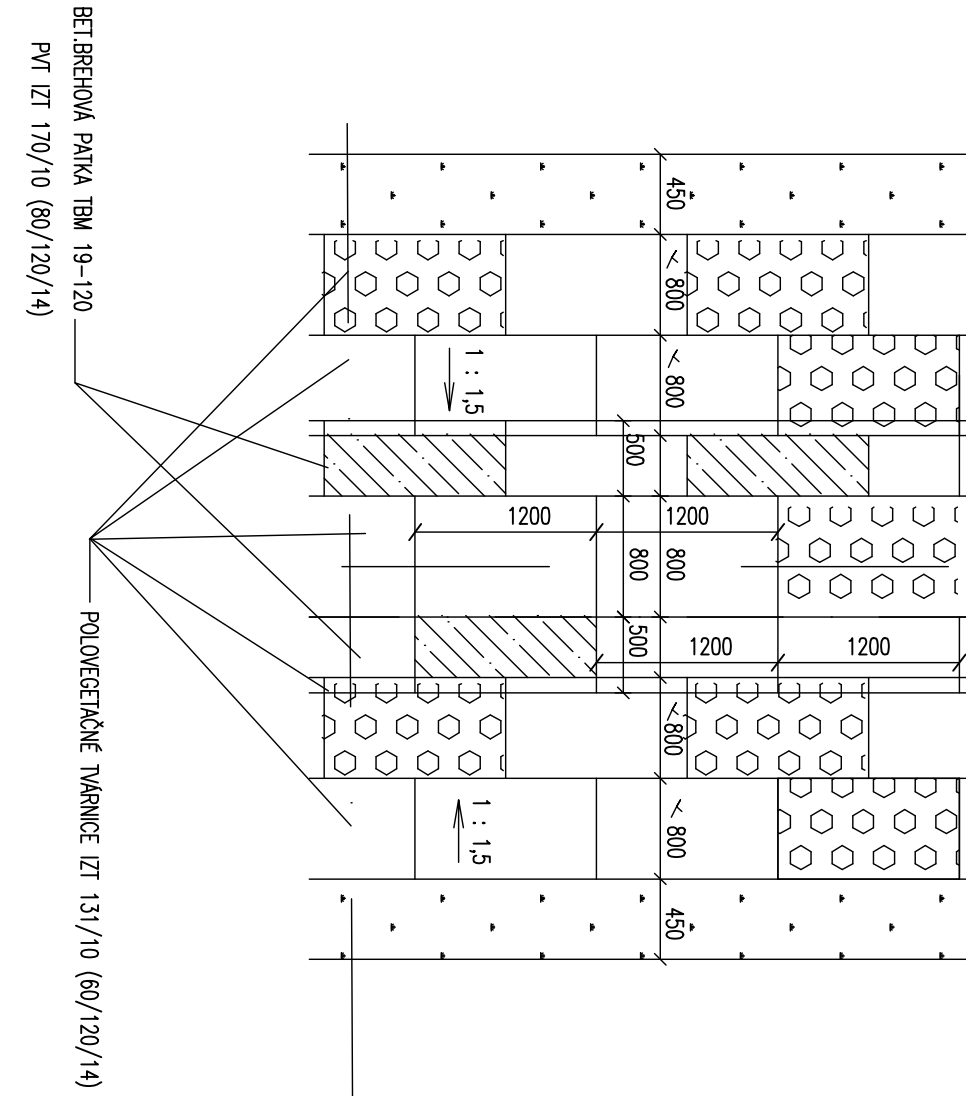 BET.BREHOVÁ PATKA TBM 19-120
PVT IZT 170/10 (80/120/14)
POLOVEGETAČNÉ TVÁRNICE IZT 131/10 (60/120/14)
450
800
800
1 : 1,5
500
1200
1200
800
800
500
1200
1200
800
1 : 1,5
800
450